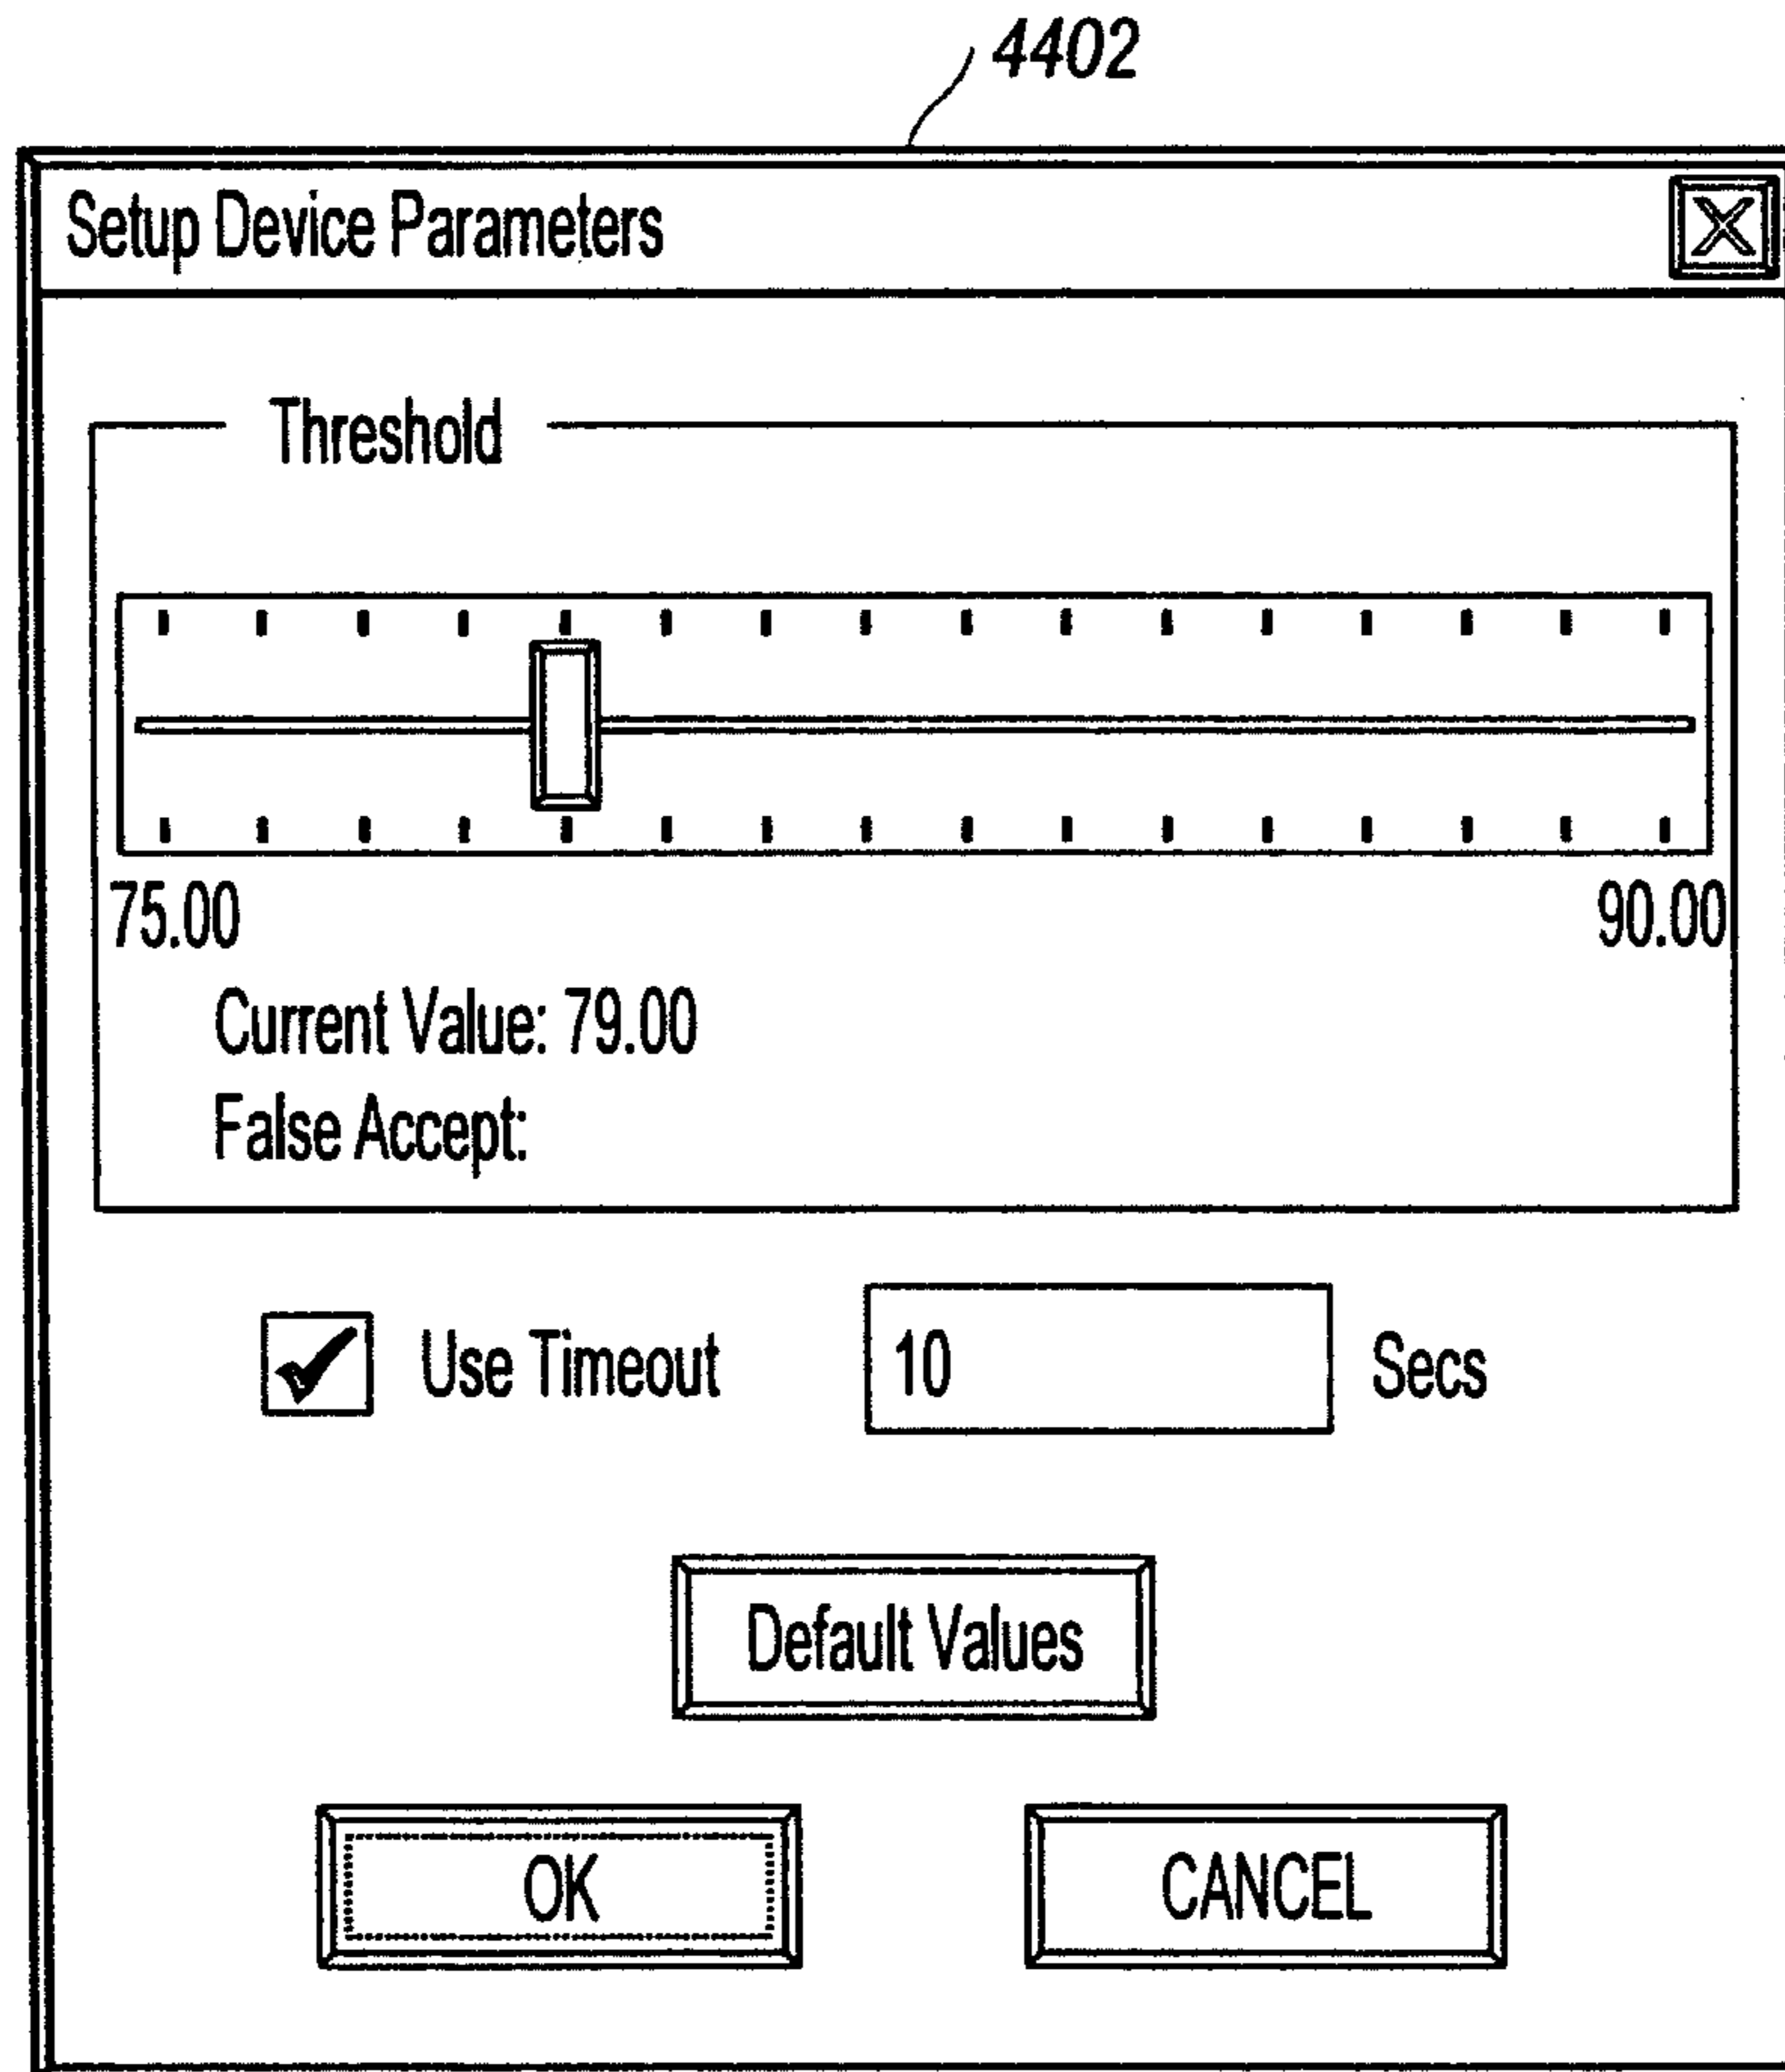 4402
Setup Device Parameters
Threshold
75.00 90.00
Current Value: 79.00
False Accept:
Use Timeout 10 Secs
Default Values
OK CANCEL